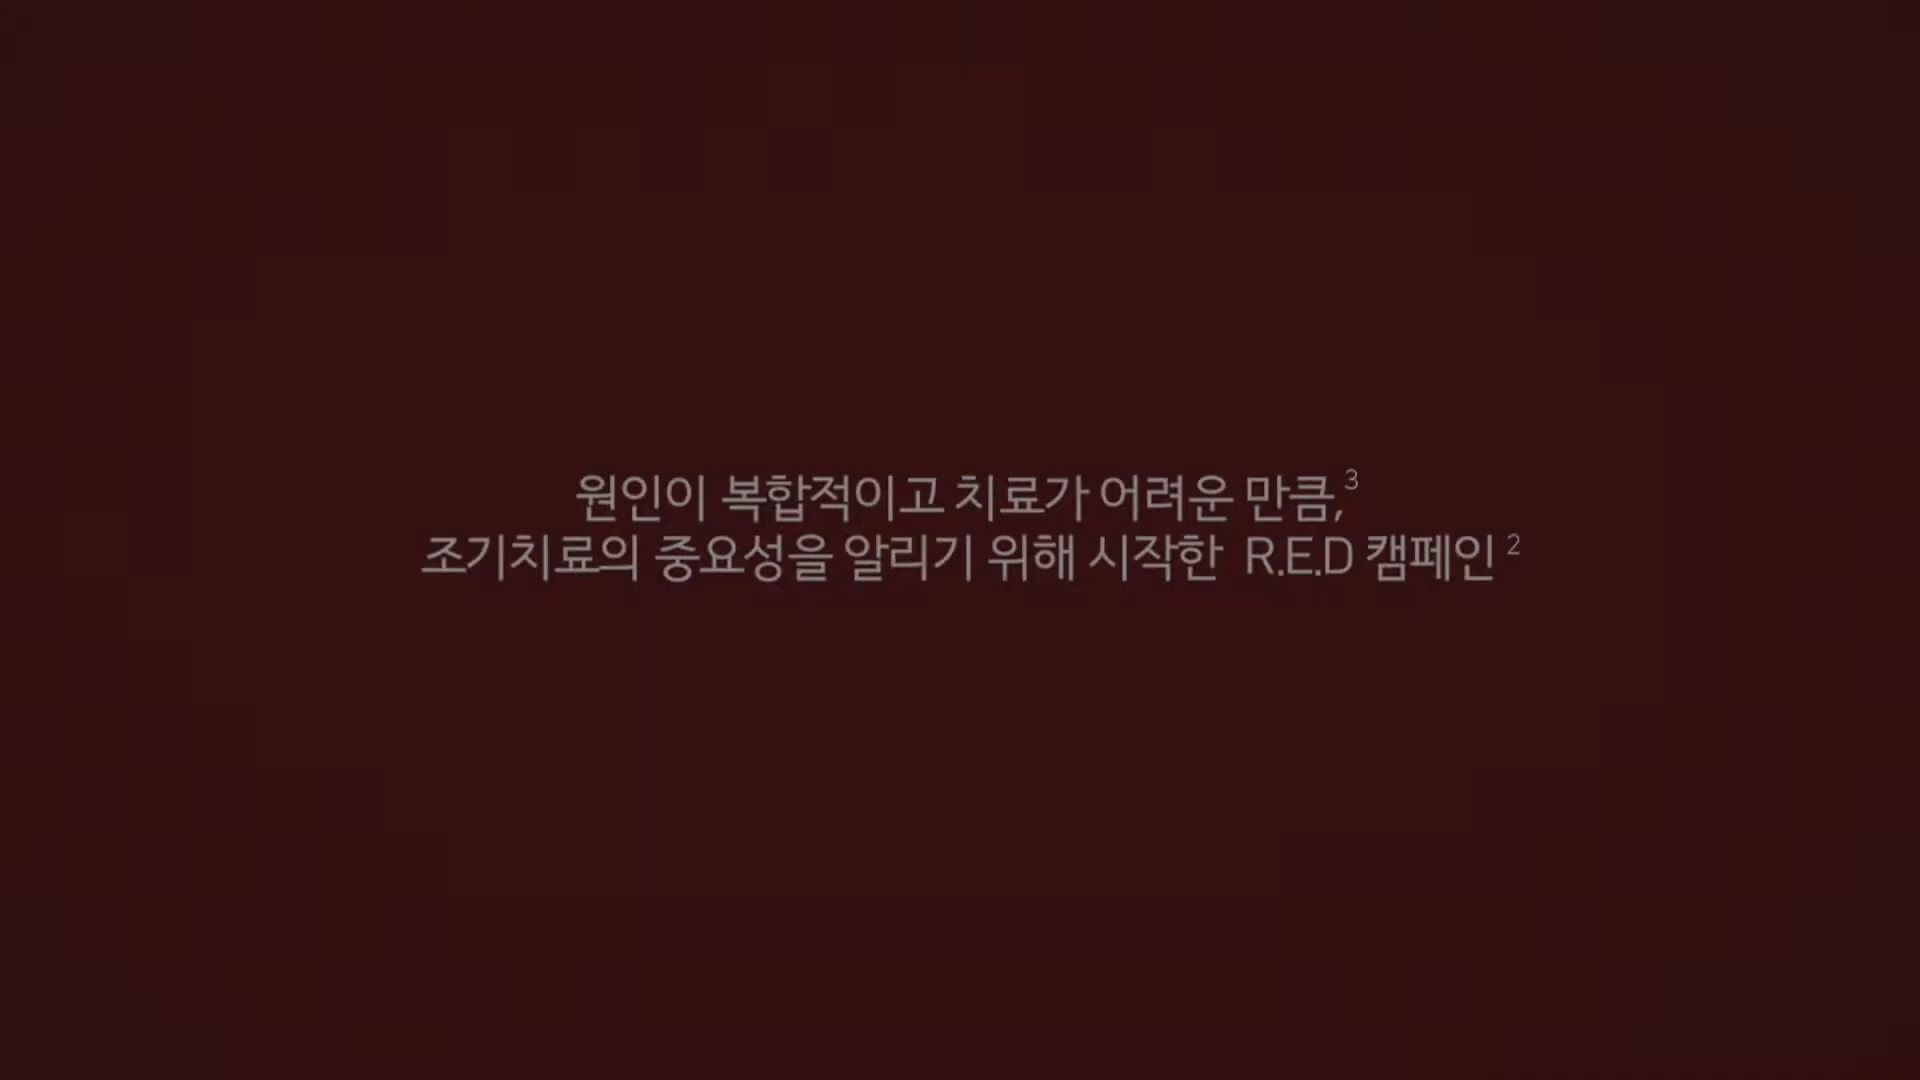 원인이 복합적이고 치료가 어려운 만큼,³
조기치료의 중요성을 알리기 위해 시작한 R.E.D 캠페인²